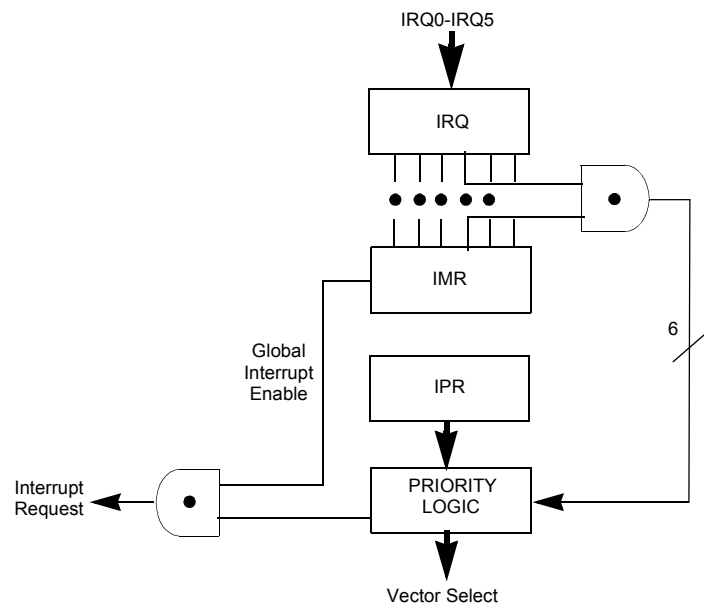 IRQ0-IRQ5
IRQ
IMR
6
Global
Interrupt
Enable
IPR
PRIORITY
LOGIC
Interrupt
Request
Vector Select